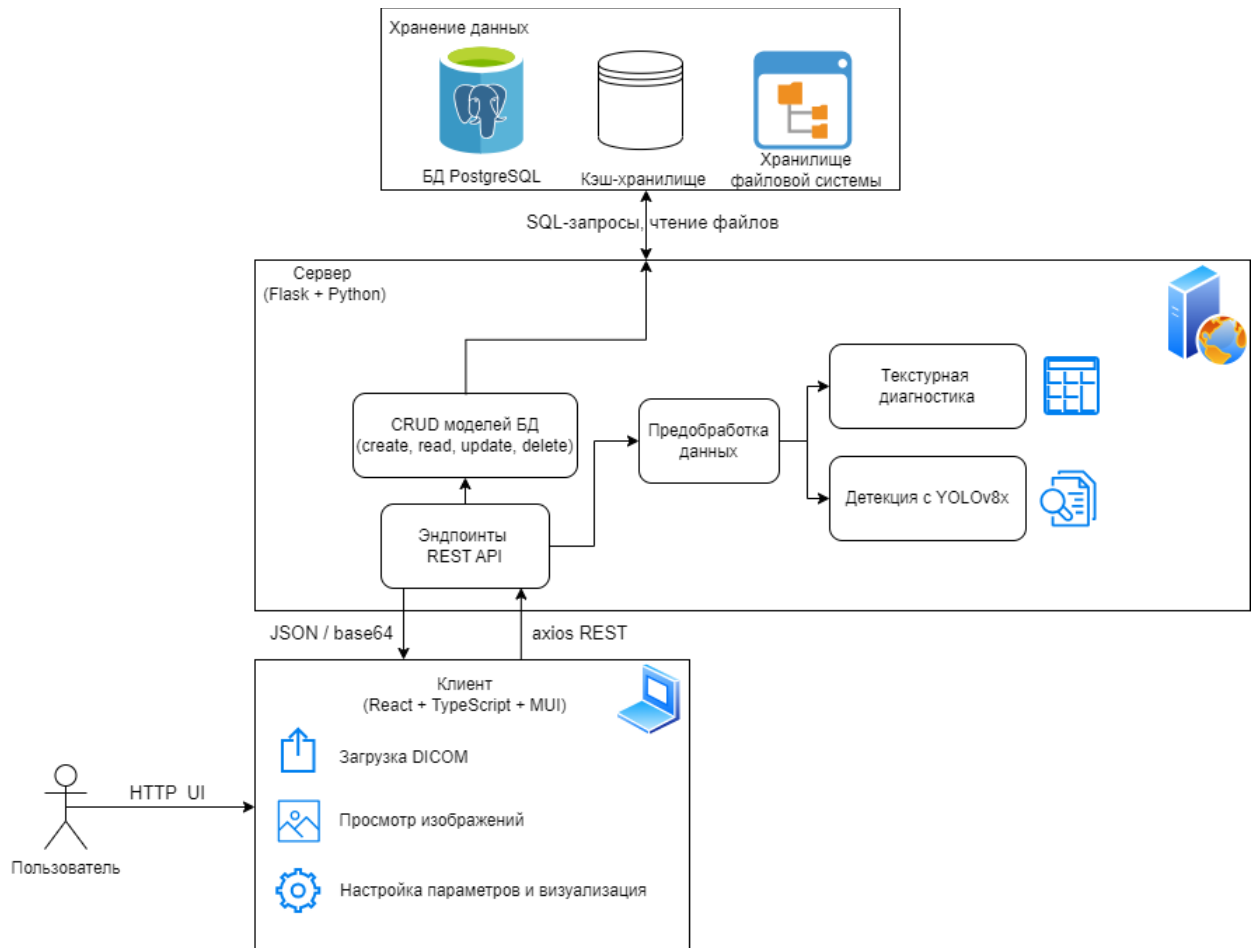 Хранение данных
БД PostgreSQL
Кэш-хранилище
Хранилище
файловой системы
SQL-запросы, чтение файлов
Сервер
(Flask + Python)
Текстурная
диагностика
CRUD моделей БД
(create, read, update, delete)
Предобработка
данных
Детекция с YOLOv8x
Эндпоинты
REST API
JSON / base64
axios REST
Клиент
(React + TypeScript + MUI)
Загрузка DICOM
HTTP UI
Просмотр изображений
Пользователь
Настройка параметров и визуализация